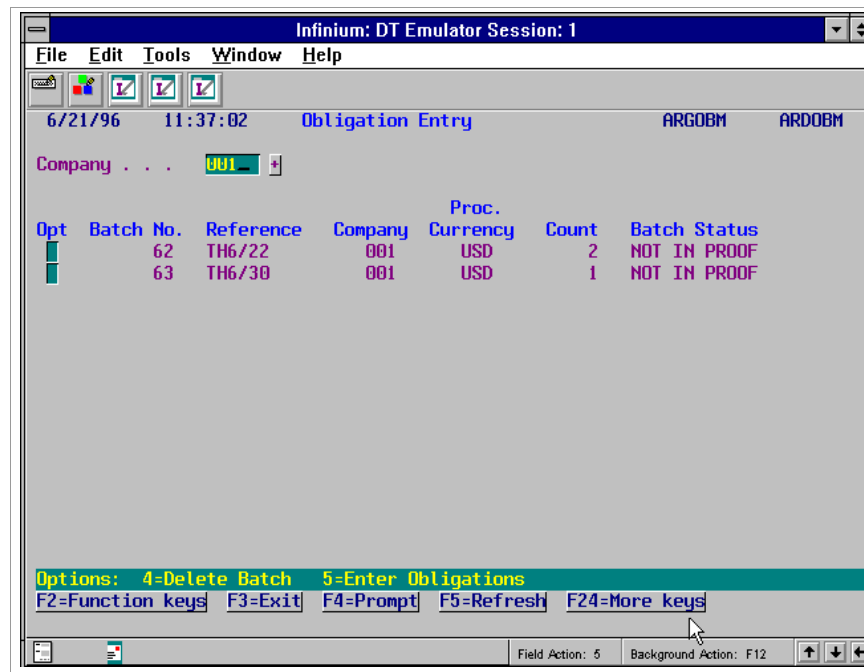 Infinium: DT Emulator Session: 1
File Edit Tools Window Help
6/21/96 11:37:02 Obligation Entry ARGOBM ARDOBM
Company . . . 001_ +
Proc.
Opt Batch No. Reference Company Currency Count Batch Status
62 TH6/22 001 USD 2 NOT IN PROOF
63 TH6/30 001 USD 1 NOT IN PROOF
Options: 4=Delete Batch 5=Enter Obligations
F2=Function keys F3=Exit F4=Prompt F5=Refresh F24=More keys
Field Action: 5 Background Action: F12